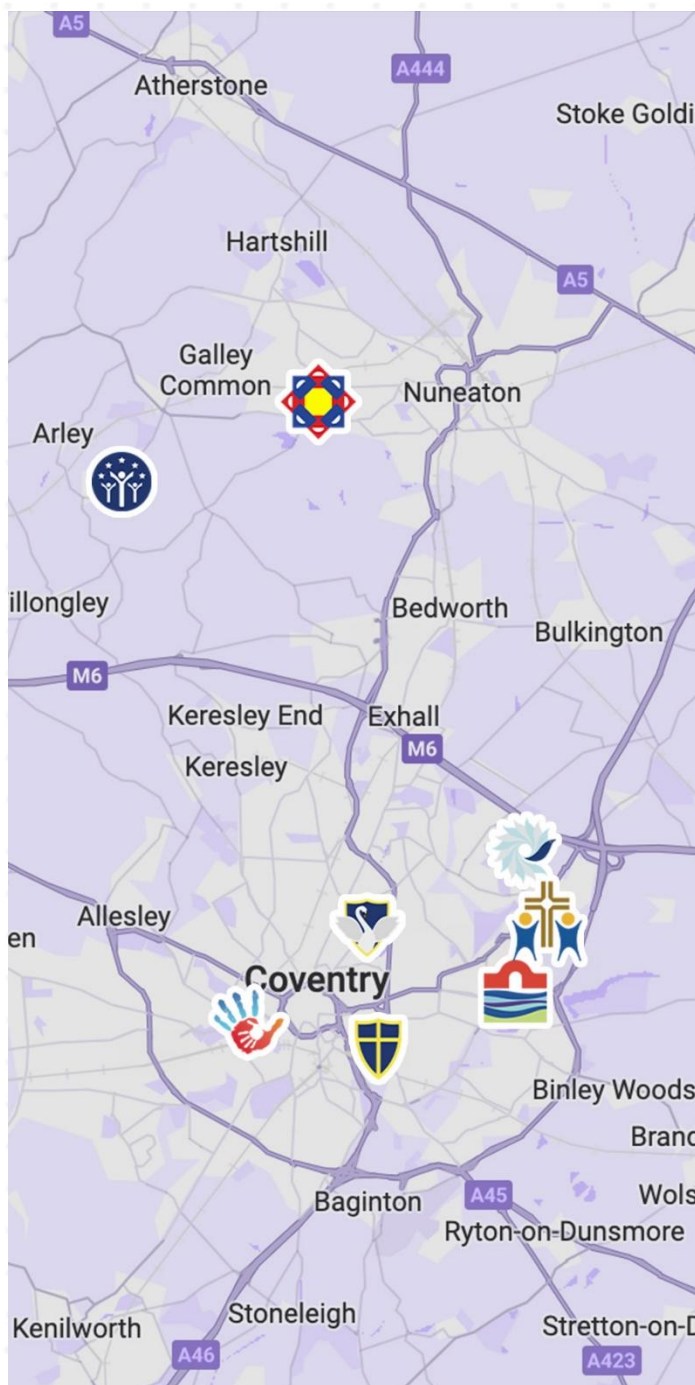 A5
Atherstone
A444
Stoke Goldi
Hartshill
A5
Galley
Common
Nuneaton
Arley
illongley
Bedworth
Bulkington
M6
Keresley End
Exhall
M6
Keresley
Allesley
en
Coventry
Binley Woods
Branc
Baginton
A45
Wols
Ryton-on-Dunsmore
Stoneleigh
Kenilworth
Stretton-on-D
A46
A423